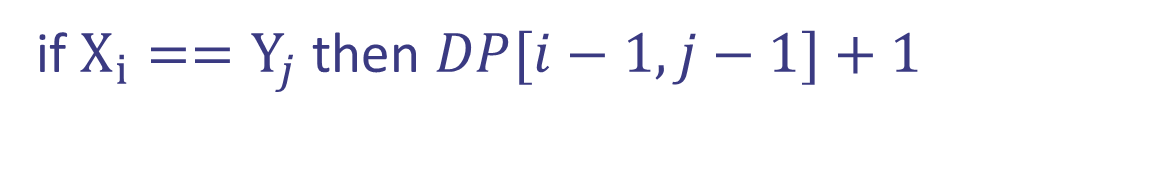 if Xᵢ == Yⱼ then DP[i − 1, j − 1] + 1